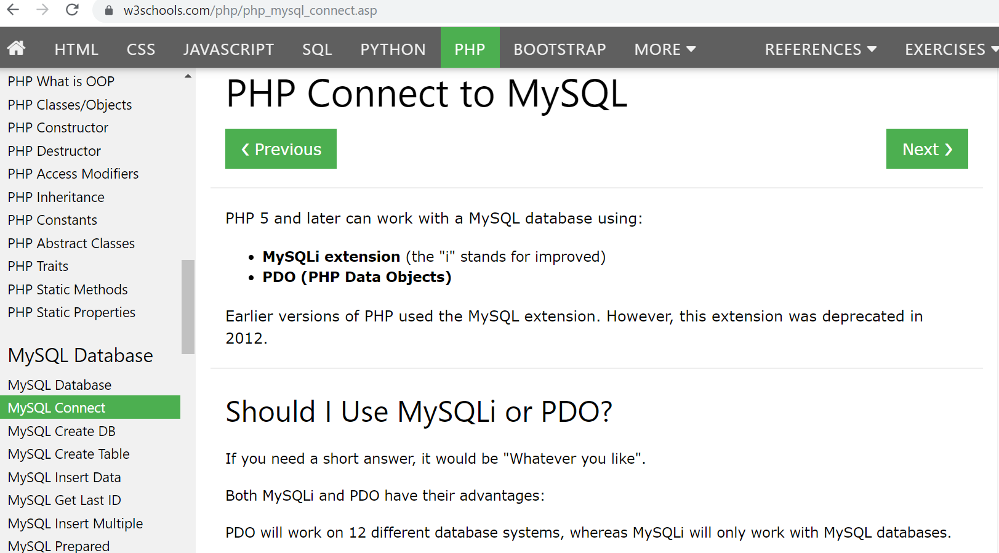 w3schools.com/php/php_mysql_connect.asp
HTML CSS JAVASCRIPT SQL PYTHON PHP BOOTSTRAP MORE REFERENCES EXERCISES
PHP What is OOP
PHP Classes/Objects
PHP Constructor
PHP Destructor
PHP Access Modifiers
PHP Inheritance
PHP Constants
PHP Abstract Classes
PHP Traits
PHP Static Methods
PHP Static Properties
MySQL Database
MySQL Database
MySQL Connect
MySQL Create DB
MySQL Create Table
MySQL Insert Data
MySQL Get Last ID
MySQL Insert Multiple
MySQL Prepared
PHP Connect to MySQL
❮ Previous
Next ❯
PHP 5 and later can work with a MySQL database using:
• MySQLi extension (the "i" stands for improved)
• PDO (PHP Data Objects)
Earlier versions of PHP used the MySQL extension. However, this extension was deprecated in
2012.
Should I Use MySQLi or PDO?
If you need a short answer, it would be "Whatever you like".
Both MySQLi and PDO have their advantages:
PDO will work on 12 different database systems, whereas MySQLi will only work with MySQL databases.